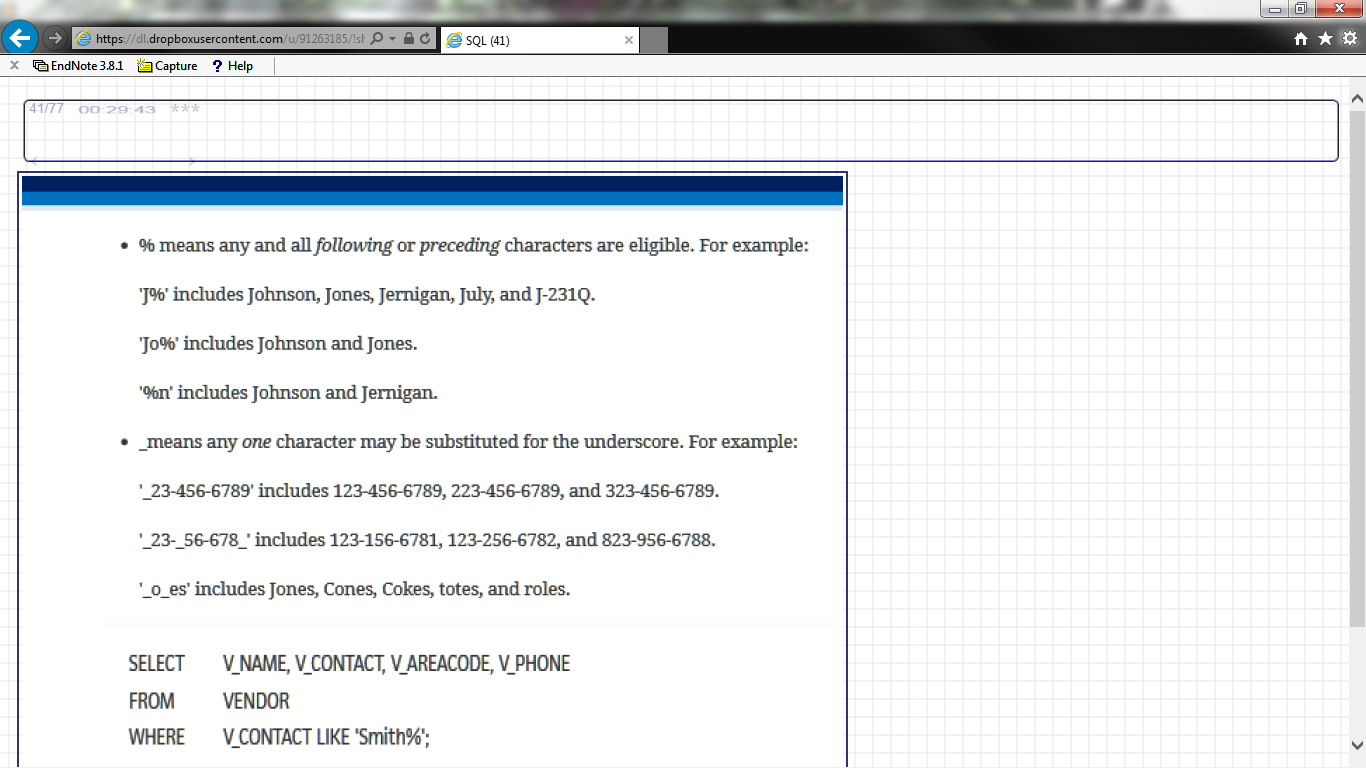 https://dl.dropboxusercontent.com/u/91263185/!sl
SQL (41)
EndNote 3.8.1 Capture Help
41/77 00:29:43 ***
< >
• % means any and all following or preceding characters are eligible. For example:
'J%' includes Johnson, Jones, Jernigan, July, and J-231Q.
'Jo%' includes Johnson and Jones.
'%n' includes Johnson and Jernigan.
• _means any one character may be substituted for the underscore. For example:
'_23-456-6789' includes 123-456-6789, 223-456-6789, and 323-456-6789.
'_23-_56-678_' includes 123-156-6781, 123-256-6782, and 823-956-6788.
'_o_es' includes Jones, Cones, Cokes, totes, and roles.
SELECT V_NAME, V_CONTACT, V_AREACODE, V_PHONE
FROM VENDOR
WHERE V_CONTACT LIKE 'Smith%';